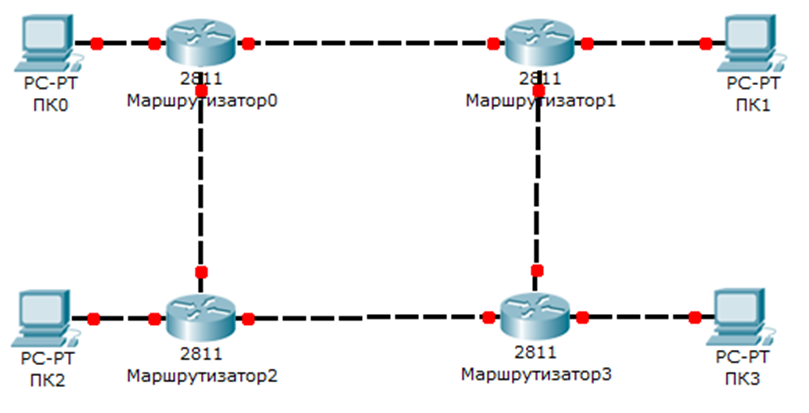 PC-PT
ПК0
2811
Маршрутизатор0
2811
Маршрутизатор1
PC-PT
ПК1
PC-PT
ПК2
2811
Маршрутизатор2
2811
Маршрутизатор3
PC-PT
ПК3